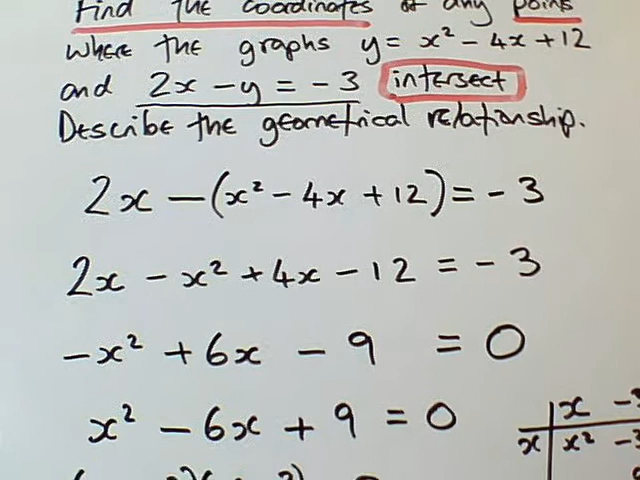 Find the coordinates of any points
where the graphs y = x² - 4x + 12
and 2x - y = -3 intersect
Describe the geometrical relationship.
2x - (x² - 4x + 12) = -3
2x - x² + 4x - 12 = -3
-x² + 6x - 9 = 0
x² - 6x + 9 = 0
x -3
x x² -3